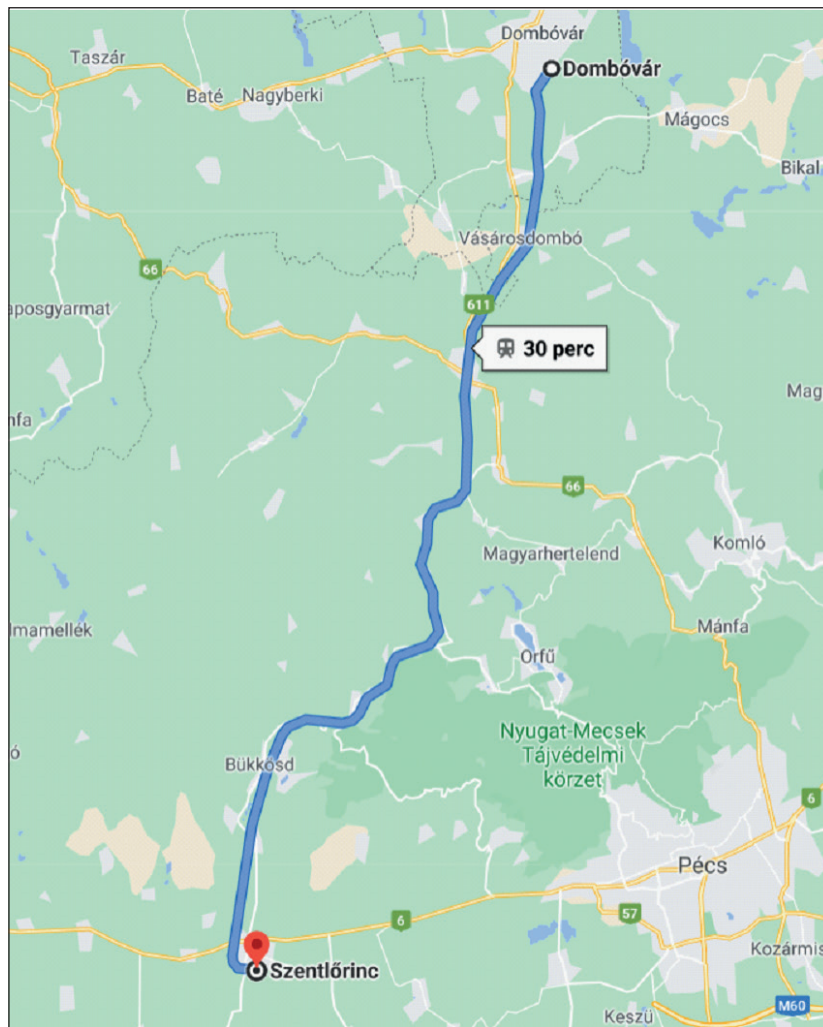 Dombóvár
Taszár
Dombóvár
Baté
Nagyberki
Mágocs
Bikal
Vásárosdombó
66
611
aposgyarmat
30 perc
Mag
nfa
66
Magyarhertelend
Komló
lmamellék
Mánfa
Orfű
Nyugat-Mecsek
Tájvédelmi
körzet
ó
Bükkösd
6
Pécs
6
57
Kozármis
Szentlőrinc
M60
Keszü